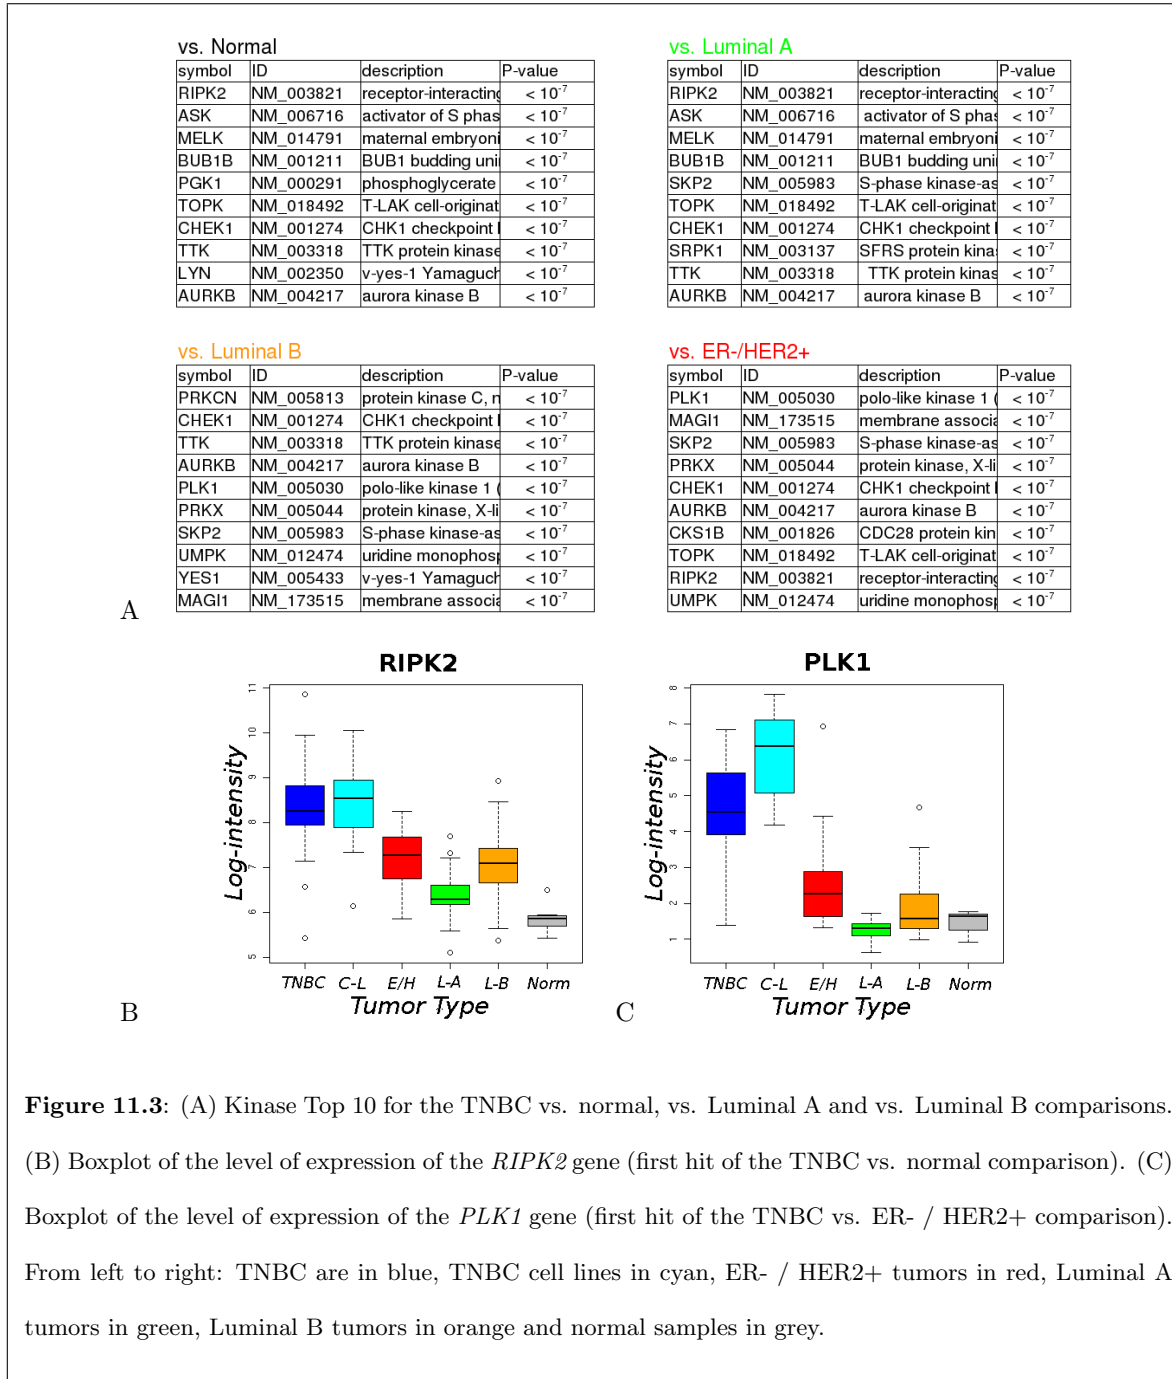 vs. Normal
symbol ID description P-value
RIPK2 NM_003821 receptor-interacting < 10-7
ASK NM_006716 activator of S phas < 10-7
MELK NM_014791 maternal embryoni < 10-7
BUB1B NM_001211 BUB1 budding unin < 10-7
PGK1 NM_000291 phosphoglycerate < 10-7
TOPK NM_018492 T-LAK cell-originat < 10-7
CHEK1 NM_001274 CHK1 checkpoint < 10-7
TTK NM_003318 TTK protein kinase < 10-7
LYN NM_002350 v-yes-1 Yamaguch < 10-7
AURKB NM_004217 aurora kinase B < 10-7
vs. Luminal A
symbol ID description P-value
RIPK2 NM_003821 receptor-interacting < 10-7
ASK NM_006716 activator of S phas < 10-7
MELK NM_014791 maternal embryoni < 10-7
BUB1B NM_001211 BUB1 budding unin < 10-7
SKP2 NM_005983 S-phase kinase-as < 10-7
TOPK NM_018492 T-LAK cell-originat < 10-7
CHEK1 NM_001274 CHK1 checkpoint < 10-7
SRPK1 NM_003137 SFRS protein kinas < 10-7
TTK NM_003318 TTK protein kinas < 10-7
AURKB NM_004217 aurora kinase B < 10-7
vs. Luminal B
symbol ID description P-value
PRKCN NM_005813 protein kinase C, n < 10-7
CHEK1 NM_001274 CHK1 checkpoint < 10-7
TTK NM_003318 TTK protein kinase < 10-7
AURKB NM_004217 aurora kinase B < 10-7
PLK1 NM_005030 polo-like kinase 1 ( < 10-7
PRKX NM_005044 protein kinase, X-li < 10-7
SKP2 NM_005983 S-phase kinase-as < 10-7
UMPK NM_012474 uridine monophosp < 10-7
YES1 NM_005433 v-yes-1 Yamaguch < 10-7
MAGI1 NM_173515 membrane associa < 10-7
vs. ER-/HER2+
symbol ID description P-value
PLK1 NM_005030 polo-like kinase 1 ( < 10-7
MAGI1 NM_173515 membrane associa < 10-7
SKP2 NM_005983 S-phase kinase-as < 10-7
PRKX NM_005044 protein kinase, X-li < 10-7
CHEK1 NM_001274 CHK1 checkpoint < 10-7
AURKB NM_004217 aurora kinase B < 10-7
CKS1B NM_001826 CDC28 protein kin < 10-7
TOPK NM_018492 T-LAK cell-originat < 10-7
RIPK2 NM_003821 receptor-interacting < 10-7
UMPK NM_012474 uridine monophosp < 10-7
A
RIPK2
Log-intensity
11
10
9
8
7
6
5
TNBC C-L E/H L-A L-B Norm
Tumor Type
B
PLK1
Log-intensity
8
7
6
5
4
3
2
1
TNBC C-L E/H L-A L-B Norm
Tumor Type
C
Figure 11.3: (A) Kinase Top 10 for the TNBC vs. normal, vs. Luminal A and vs. Luminal B comparisons.
(B) Boxplot of the level of expression of the RIPK2 gene (first hit of the TNBC vs. normal comparison). (C)
Boxplot of the level of expression of the PLK1 gene (first hit of the TNBC vs. ER- / HER2+ comparison).
From left to right: TNBC are in blue, TNBC cell lines in cyan, ER- / HER2+ tumors in red, Luminal A
tumors in green, Luminal B tumors in orange and normal samples in grey.